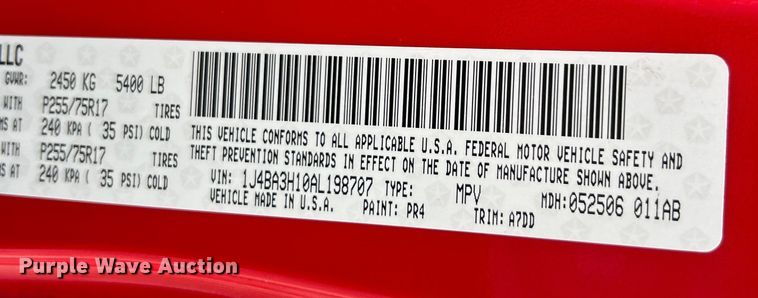 LLC
GVWR: 2450 KG 5400 LB
WITH P255/75R17 TIRES
MS AT 240 KPA ( 35 PSI) COLD
WITH P255/75R17 TIRES
MS AT 240 KPA ( 35 PSI) COLD
THIS VEHICLE CONFORMS TO ALL APPLICABLE U.S.A. FEDERAL MOTOR VEHICLE SAFETY AND
THEFT PREVENTION STANDARDS IN EFFECT ON THE DATE OF MANUFACTURE SHOWN ABOVE.
VIN: 1J4BA3H10AL198707 TYPE: MPV MDH:052506 011AB
VEHICLE MADE IN U.S.A. PAINT: PR4 TRIM: A7DD
Purple Wave Auction